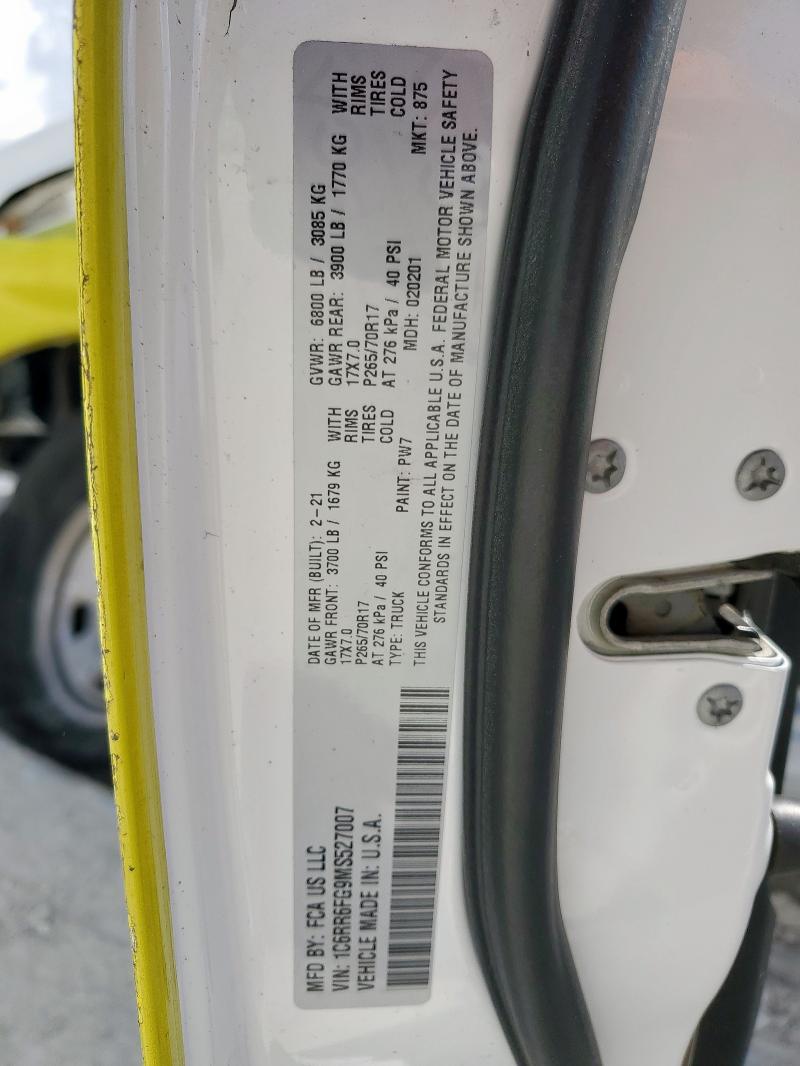 MFD BY: FCA US LLC
VIN: 1C6RR6FG9MS527007
VEHICLE MADE IN: U.S.A.
DATE OF MFR (BUILT): 2-21
GAWR FRONT: 3700 LB / 1679 KG WITH
17X7.0 RIMS
P265/70R17 TIRES
AT 276 kPa / 40 PSI COLD
TYPE: TRUCK PAINT: PW7
GVWR: 6800 LB / 3085 KG
GAWR REAR: 3900 LB / 1770 KG WITH
17X7.0 RIMS
P265/70R17 TIRES
AT 276 kPa / 40 PSI COLD
MDH: 020201 MKT: 875
THIS VEHICLE CONFORMS TO ALL APPLICABLE U.S.A. FEDERAL MOTOR VEHICLE SAFETY
STANDARDS IN EFFECT ON THE DATE OF MANUFACTURE SHOWN ABOVE.